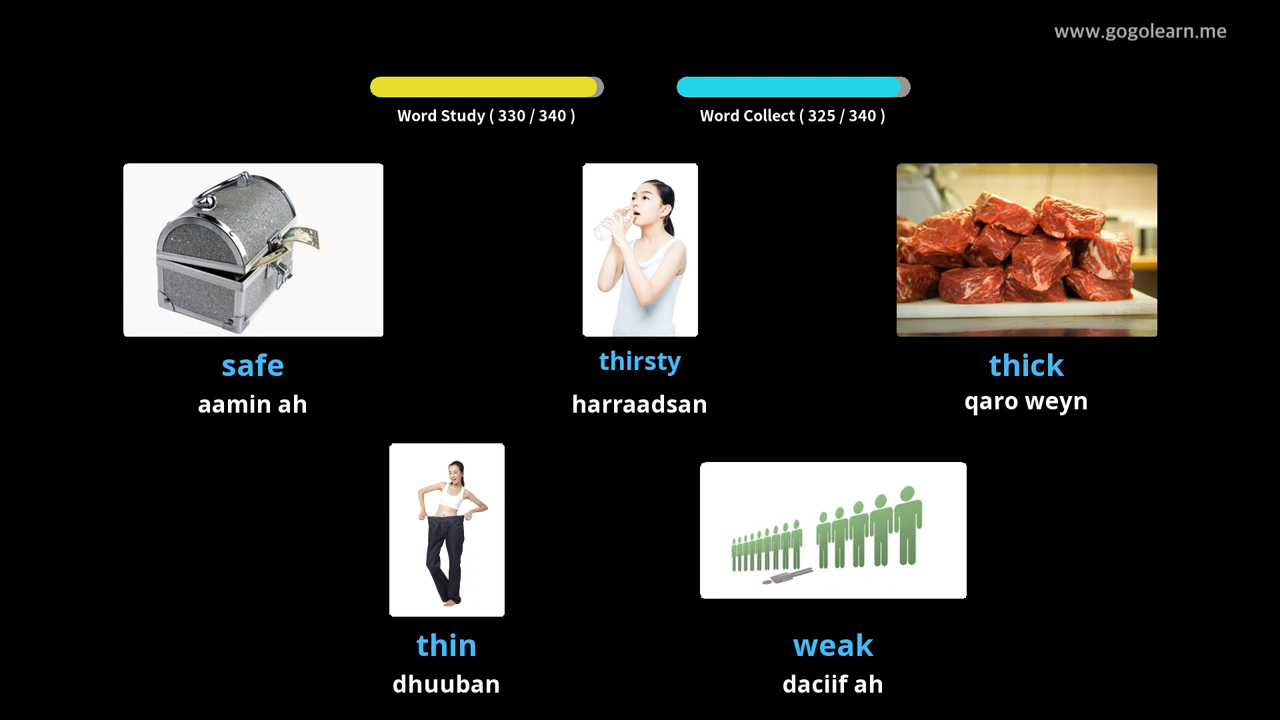 www.gogolearn.me
Word Study ( 330 / 340 )
Word Collect ( 325 / 340 )
safe
aamin ah
thirsty
harraadsan
thick
qaro weyn
thin
dhuuban
weak
daciif ah